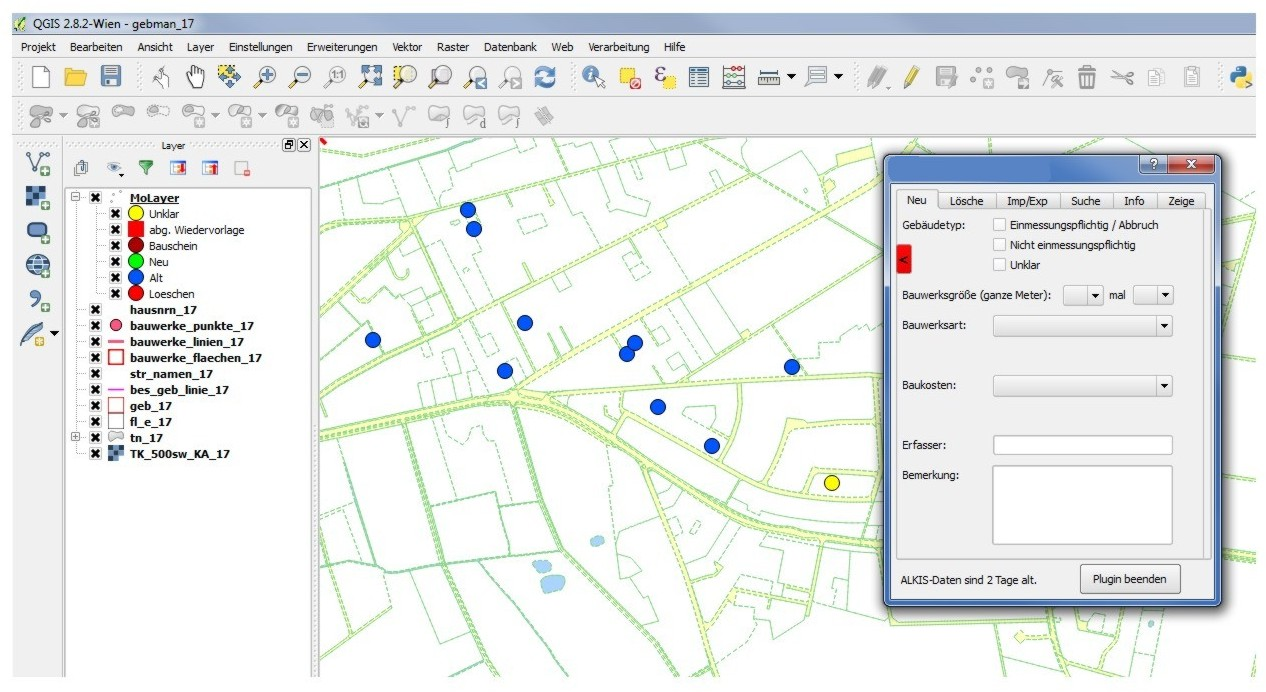 QGIS 2.8.2-Wien - gebman_17
Projekt Bearbeiten Ansicht Layer Einstellungen Erweiterungen Vektor Raster Datenbank Web Verarbeitung Hilfe
Layer
MoLayer
Unklar
abg. Wiedervorlage
Bauschein
Neu
Alt
Loeschen
hausnrn_17
bauwerke_punkte_17
bauwerke_linien_17
bauwerke_flaechen_17
str_namen_17
bes_geb_linie_17
geb_17
fl_e_17
tn_17
TK_500sw_KA_17
Neu Lösche Imp/Exp Suche Info Zeige
Gebäudetyp: Einmessungspflichtig / Abbruch
Nicht einmessungspflichtig
<
Unklar
Bauwerksgröße (ganze Meter): mal
Bauwerksart:
Baukosten:
Erfasser:
Bemerkung:
ALKIS-Daten sind 2 Tage alt. Plugin beenden